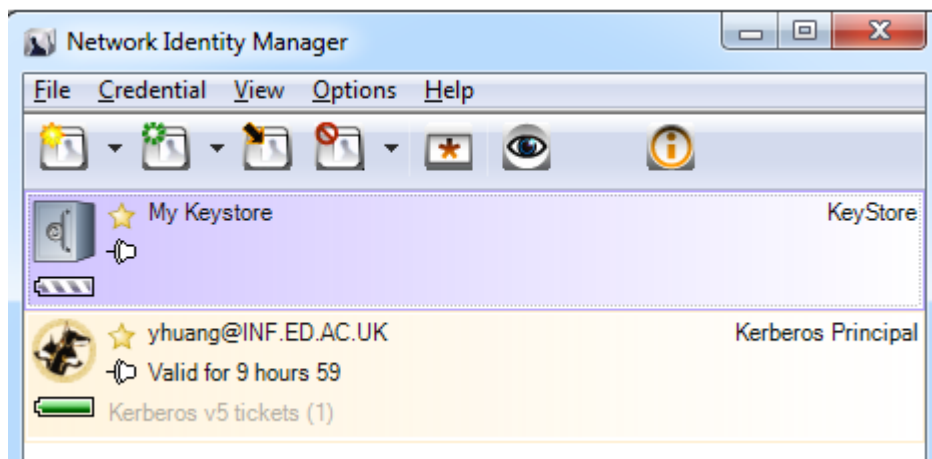 Network Identity Manager
File Credential View Options Help
My Keystore KeyStore
yhuang@INF.ED.AC.UK Kerberos Principal
Valid for 9 hours 59
Kerberos v5 tickets (1)